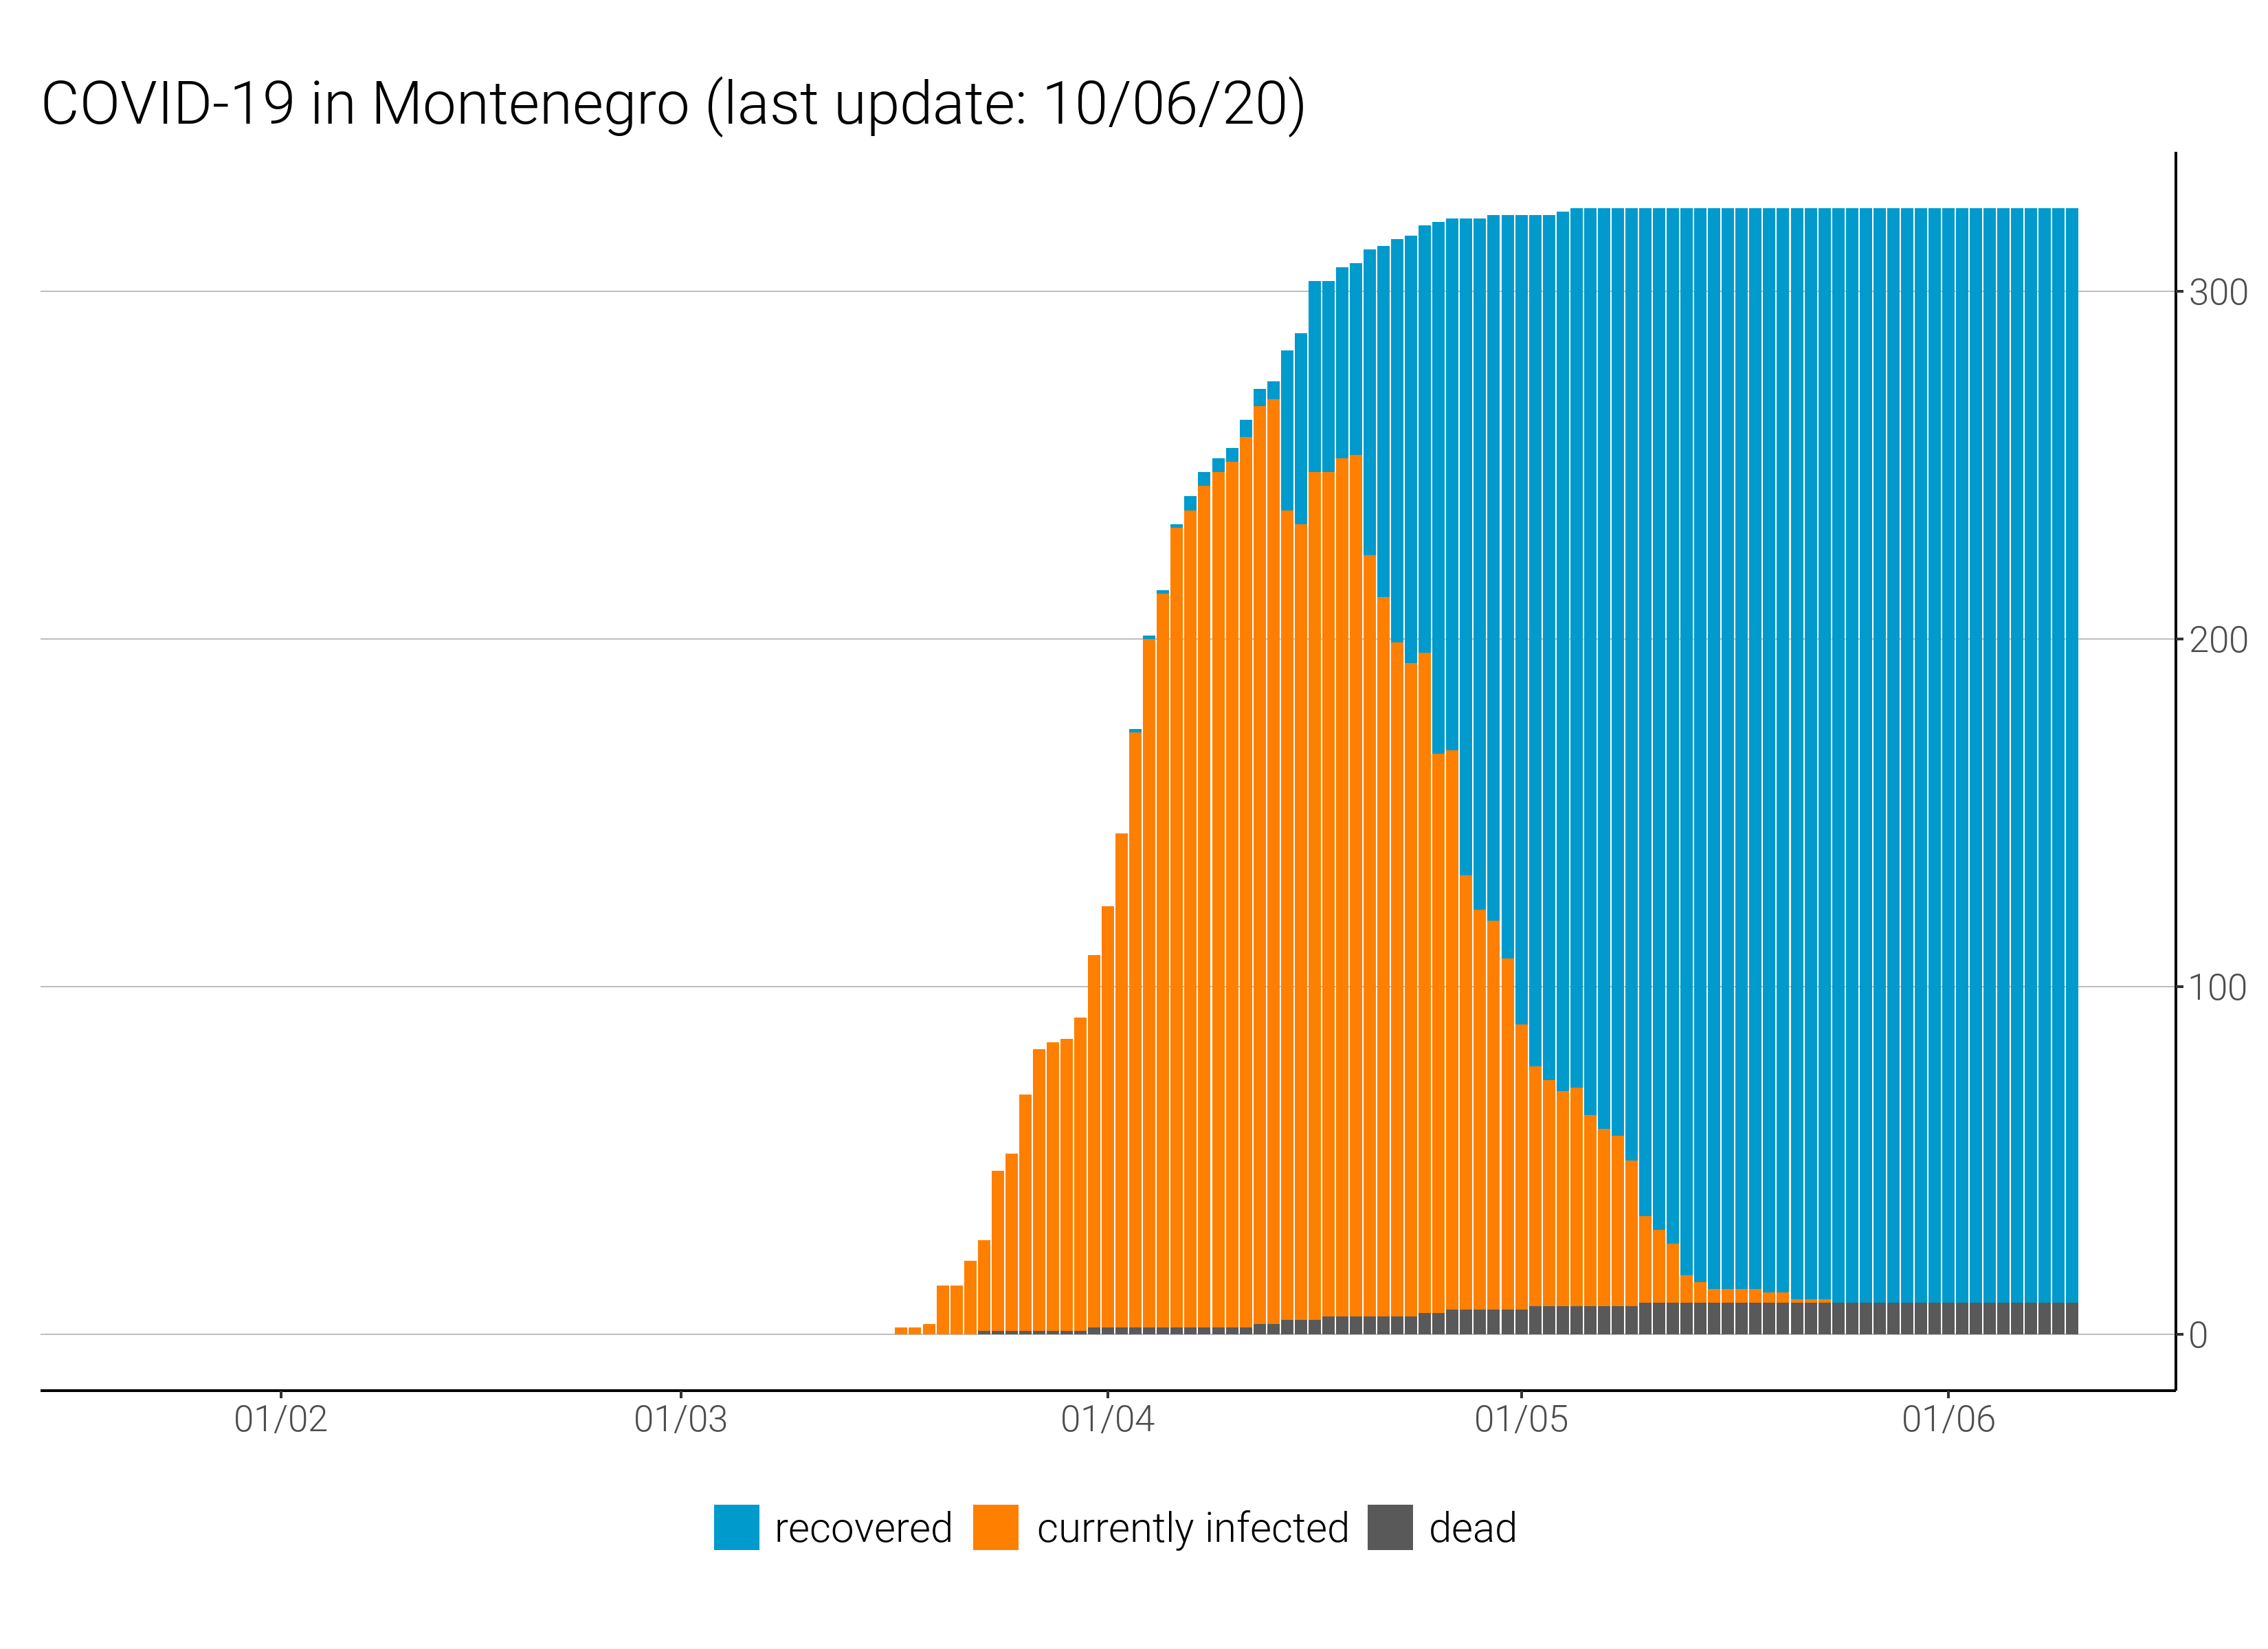 COVID-19 in Montenegro (last update: 10/06/20)
300
200
100
0
01/02 01/03 01/04 01/05 01/06
recovered currently infected dead